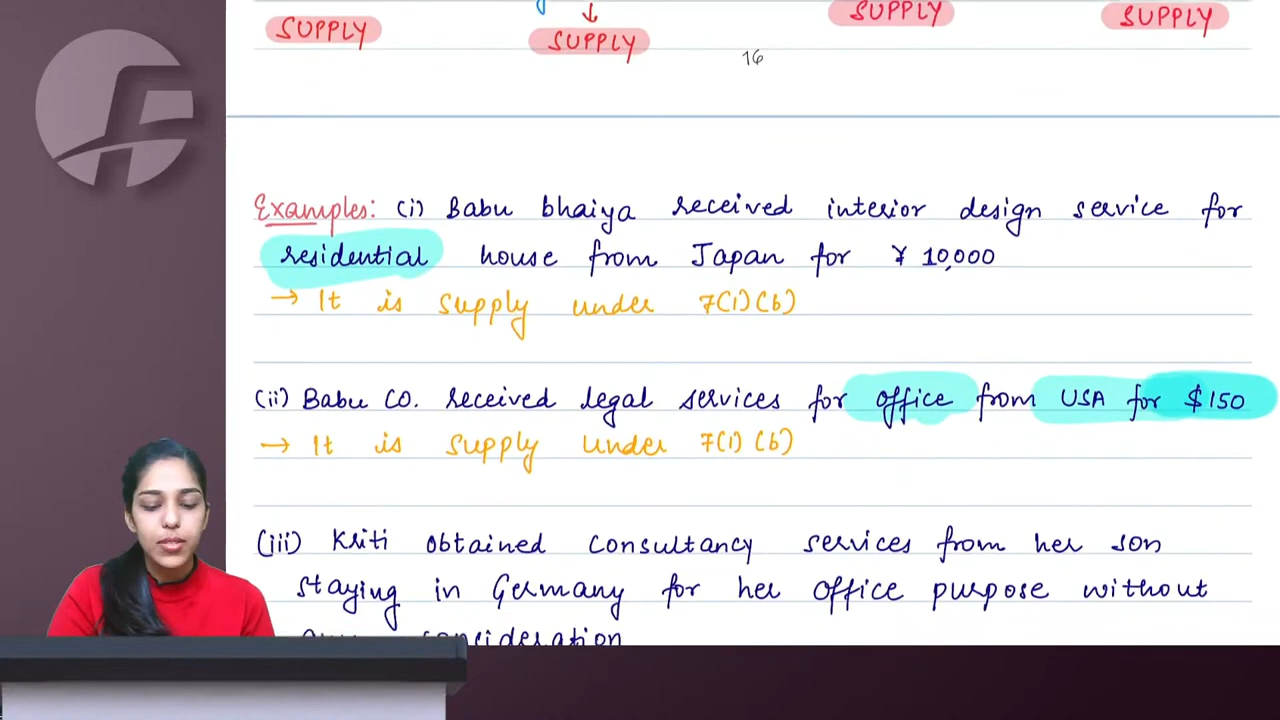 SUPPLY
SUPPLY
SUPPLY
SUPPLY
16
Examples: (i) Babu bhaiya received interior design service for
residential house from Japan for ¥ 10,000
→ It is supply under 7(1)(b)
(ii) Babu CO. received legal services for office from USA for $150
→ It is supply under 7(1)(b)
(iii) Kriti obtained consultancy services from her son
staying in Germany for her office purpose without
any consideration